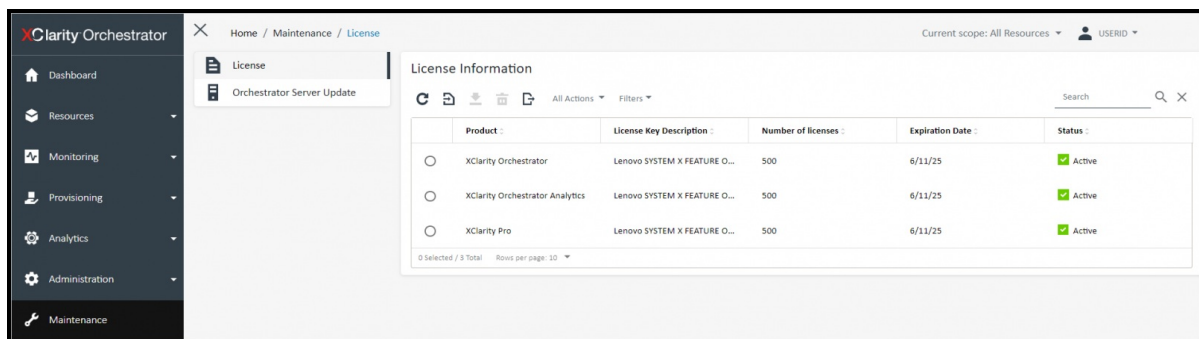 XClarity Orchestrator
Home / Maintenance / License
Current scope: All Resources
USERID
Dashboard
Resources
Monitoring
Provisioning
Analytics
Administration
Maintenance
License
Orchestrator Server Update
License Information
All Actions Filters Search
Product License Key Description Number of licenses Expiration Date Status
XClarity Orchestrator Lenovo SYSTEM X FEATURE O... 500 6/11/25 Active
XClarity Orchestrator Analytics Lenovo SYSTEM X FEATURE O... 500 6/11/25 Active
XClarity Pro Lenovo SYSTEM X FEATURE O... 500 6/11/25 Active
0 Selected / 3 Total Rows per page: 10